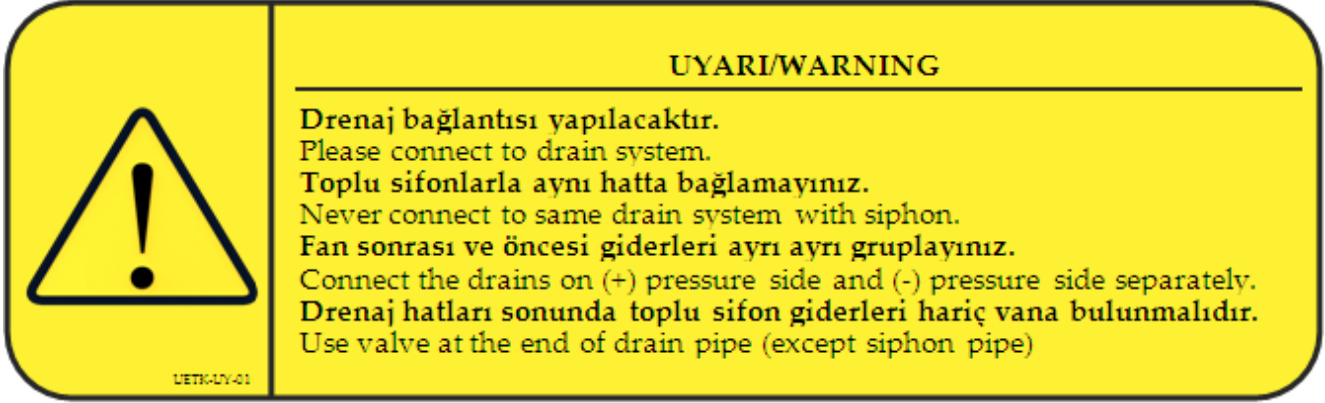 UYARI/WARNING
Drenaj bağlantısı yapılacaktır.
Please connect to drain system.
Toplu sifonlarla aynı hatta bağlamayınız.
Never connect to same drain system with siphon.
Fan sonrası ve öncesi giderleri ayrı ayrı gruplayınız.
Connect the drains on (+) pressure side and (-) pressure side separately.
Drenaj hatları sonunda toplu sifon giderleri hariç vana bulunmalıdır.
Use valve at the end of drain pipe (except siphon pipe)
UETK-UY-01